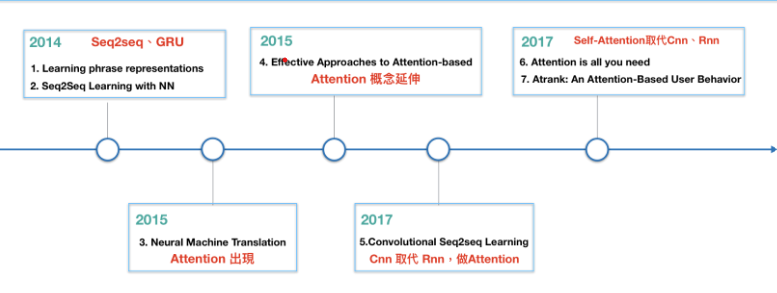 2014 Seq2seq、GRU
1. Learning phrase representations
2. Seq2Seq Learning with NN
2015
3. Neural Machine Translation
Attention 出現
2015
4. Effective Approaches to Attention-based
Attention 概念延伸
2017
5.Convolutional Seq2seq Learning
Cnn 取代 Rnn，做Attention
2017 Self-Attention取代Cnn、Rnn
6. Attention is all you need
7. Atrank: An Attention-Based User Behavior